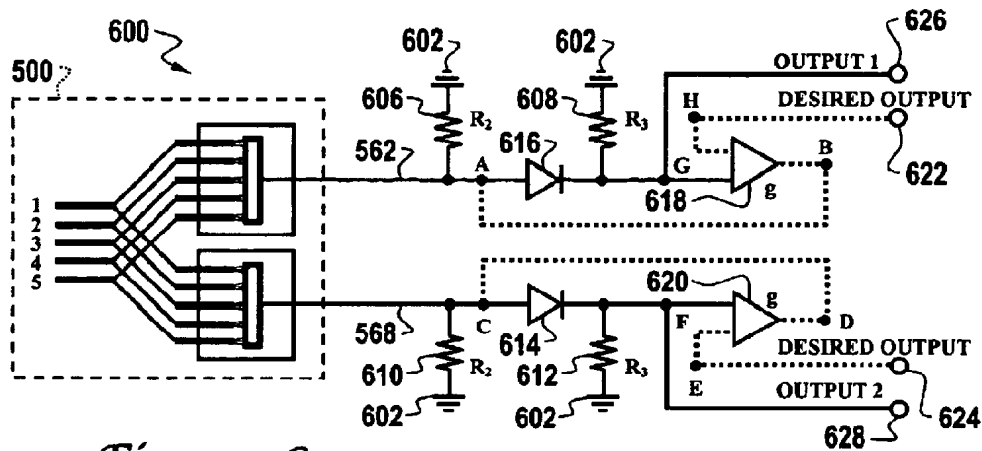 600
602
602
626
500
OUTPUT 1
606
R2
608
R3
H
DESIRED OUTPUT
616
562
A
G
B
622
618
g
1
2
3
4
5
620
g
568
C
614
F
D
610
R2
612
R3
E
DESIRED OUTPUT
602
602
OUTPUT 2
624
628